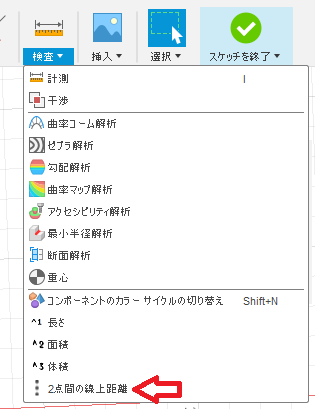 検査▼
挿入▼
選択▼
スケッチを終了▼
計測 I
干渉
曲率コーム解析
ゼブラ解析
勾配解析
曲率マップ解析
アクセシビリティ解析
最小半径解析
断面解析
重心
コンポーネントのカラー サイクルの切り替え Shift+N
^1 長さ
^2 面積
^3 体積
2点間の線上距離